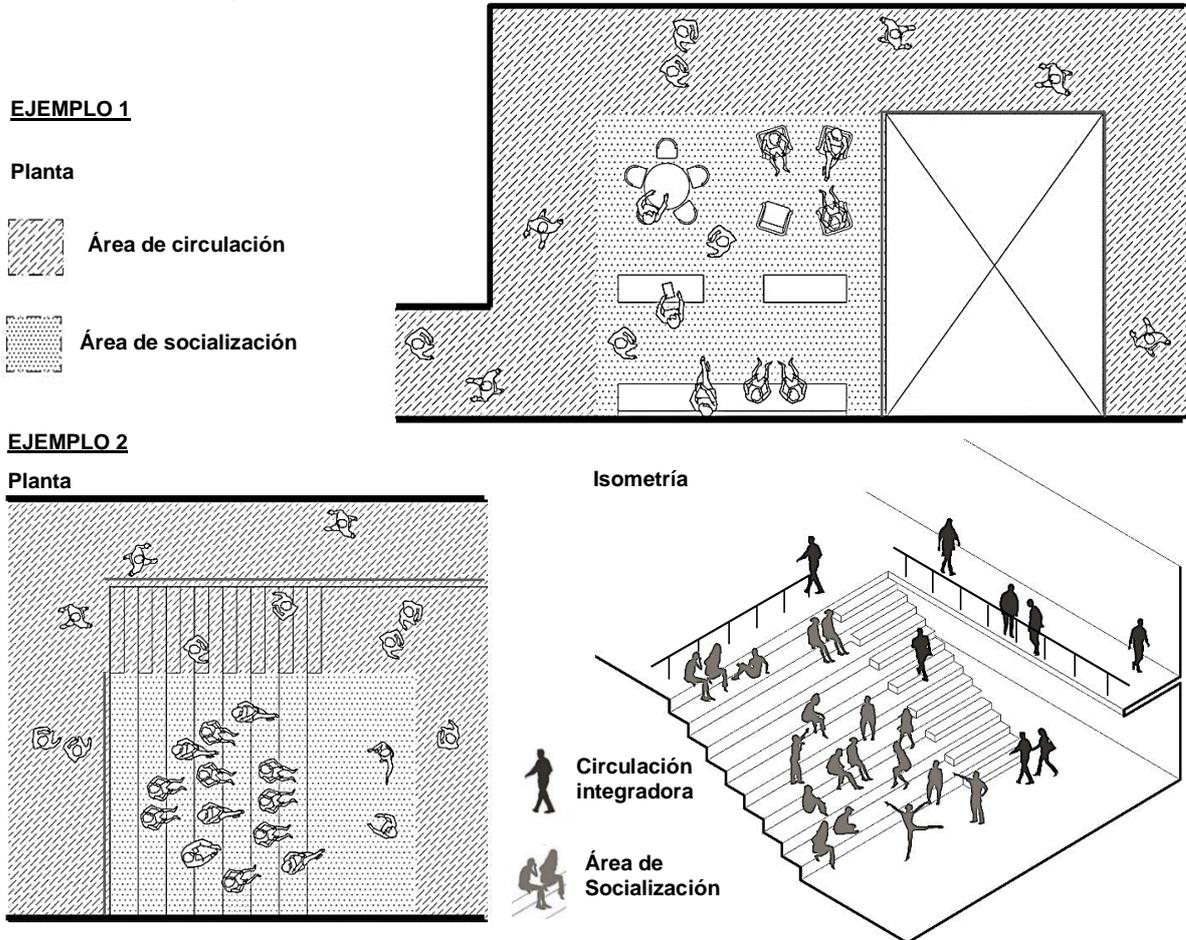 EJEMPLO 1
Planta
Área de circulación
Área de socialización
EJEMPLO 2
Planta
Isometría
Circulación
integradora
Área de
Socialización